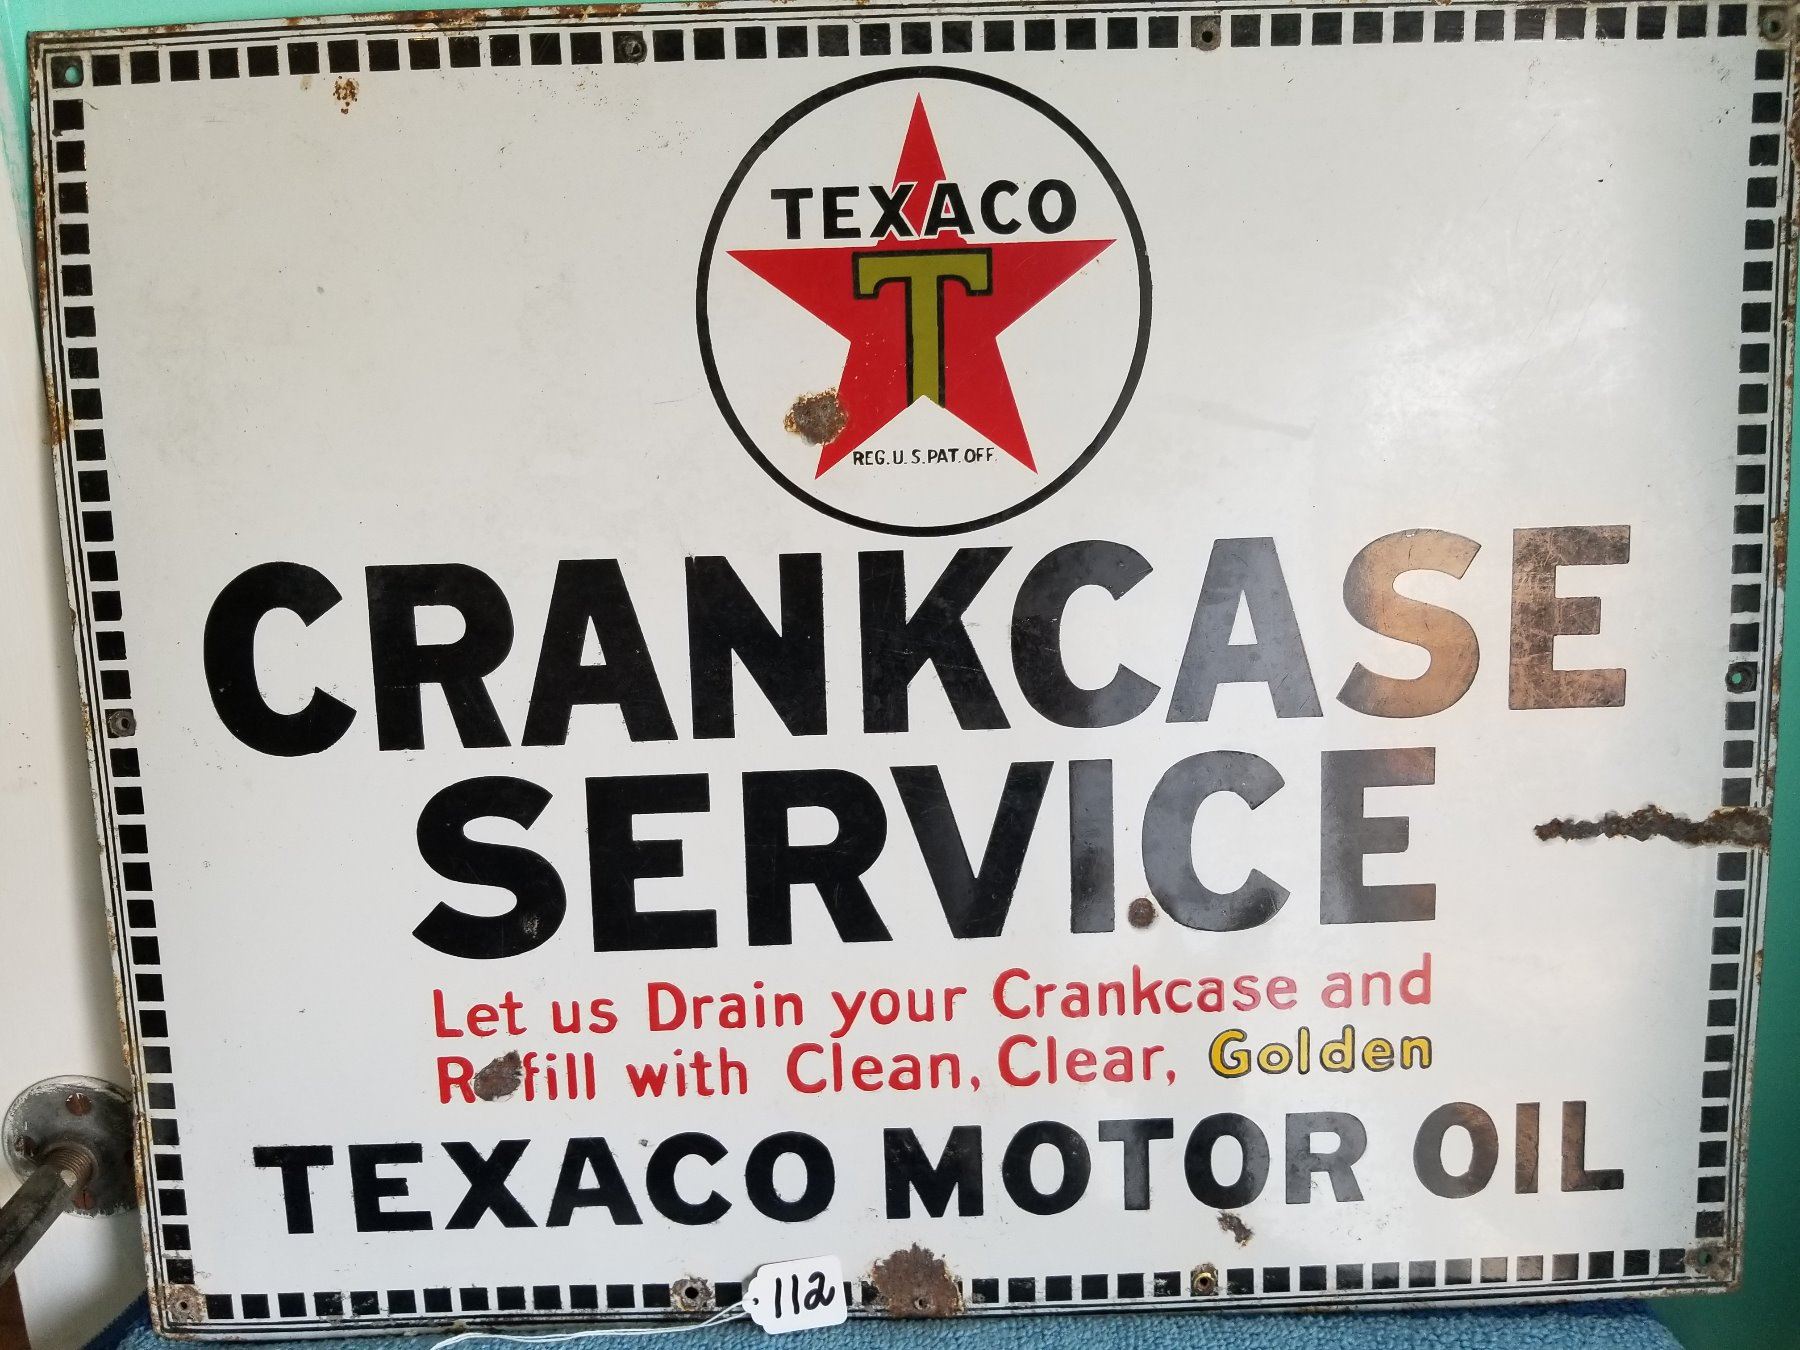 TEXACO
T
REG. U. S. PAT. OFF.
CRANKCASE
SERVICE
Let us Drain your Crankcase and
Refill with Clean, Clear, Golden
TEXACO MOTOR OIL
112